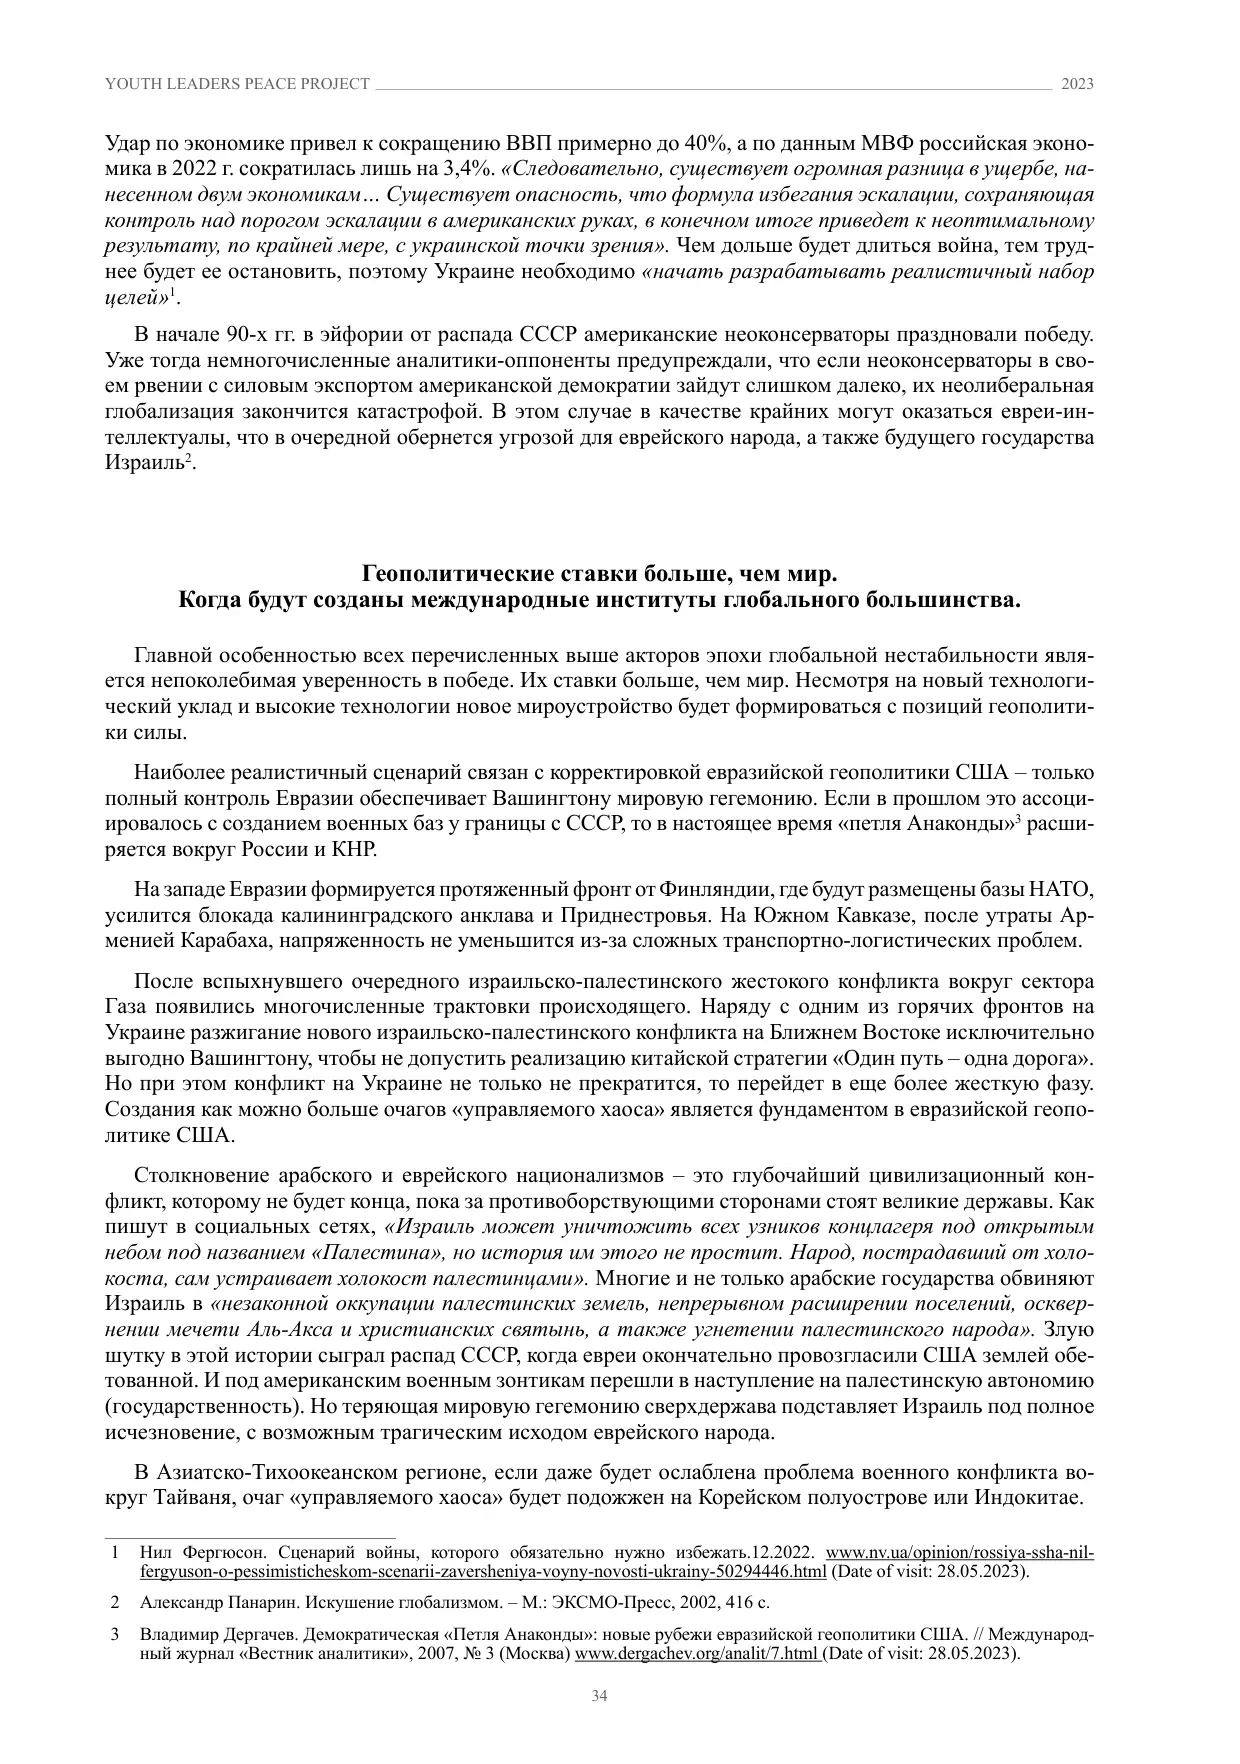 YOUTH LEADERS PEACE PROJECT 2023
Удар по экономике привел к сокращению ВВП примерно до 40%, а по данным МВФ российская эконо-
мика в 2022 г. сократилась лишь на 3,4%. «Следовательно, существует огромная разница в ущербе, на-
несенном двум экономикам… Существует опасность, что формула избегания эскалации, сохраняющая
контроль над порогом эскалации в американских руках, в конечном итоге приведет к неоптимальному
результату, по крайней мере, с украинской точки зрения». Чем дольше будет длиться война, тем труд-
нее будет ее остановить, поэтому Украине необходимо «начать разрабатывать реалистичный набор
целей»1.
В начале 90-х гг. в эйфории от распада СССР американские неоконсерваторы праздновали победу.
Уже тогда немногочисленные аналитики-оппоненты предупреждали, что если неоконсерваторы в сво-
ем рвении с силовым экспортом американской демократии зайдут слишком далеко, их неолиберальная
глобализация закончится катастрофой. В этом случае в качестве крайних могут оказаться евреи-ин-
теллектуалы, что в очередной обернется угрозой для еврейского народа, а также будущего государства
Израиль2.
Геополитические ставки больше, чем мир.
Когда будут созданы международные институты глобального большинства.
Главной особенностью всех перечисленных выше акторов эпохи глобальной нестабильности явля-
ется непоколебимая уверенность в победе. Их ставки больше, чем мир. Несмотря на новый технологи-
ческий уклад и высокие технологии новое мироустройство будет формироваться с позиций геополити-
ки силы.
Наиболее реалистичный сценарий связан с корректировкой евразийской геополитики США – только
полный контроль Евразии обеспечивает Вашингтону мировую гегемонию. Если в прошлом это ассоци-
ировалось с созданием военных баз у границы с СССР, то в настоящее время «петля Анаконды»3 расши-
ряется вокруг России и КНР.
На западе Евразии формируется протяженный фронт от Финляндии, где будут размещены базы НАТО,
усилится блокада калининградского анклава и Приднестровья. На Южном Кавказе, после утраты Ар-
менией Карабаха, напряженность не уменьшится из-за сложных транспортно-логистических проблем.
После вспыхнувшего очередного израильско-палестинского жестокого конфликта вокруг сектора
Газа появились многочисленные трактовки происходящего. Наряду с одним из горячих фронтов на
Украине разжигание нового израильско-палестинского конфликта на Ближнем Востоке исключительно
выгодно Вашингтону, чтобы не допустить реализацию китайской стратегии «Один путь – одна дорога».
Но при этом конфликт на Украине не только не прекратится, то перейдет в еще более жесткую фазу.
Создания как можно больше очагов «управляемого хаоса» является фундаментом в евразийской геопо-
литике США.
Столкновение арабского и еврейского национализмов – это глубочайший цивилизационный кон-
фликт, которому не будет конца, пока за противоборствующими сторонами стоят великие державы. Как
пишут в социальных сетях, «Израиль может уничтожить всех узников концлагеря под открытым
небом под названием «Палестина», но история им этого не простит. Народ, пострадавший от холо-
коста, сам устраивает холокост палестинцами». Многие и не только арабские государства обвиняют
Израиль в «незаконной оккупации палестинских земель, непрерывном расширении поселений, осквер-
нении мечети Аль-Акса и христианских святынь, а также угнетении палестинского народа». Злую
шутку в этой истории сыграл распад СССР, когда евреи окончательно провозгласили США землей обе-
тованной. И под американским военным зонтикам перешли в наступление на палестинскую автономию
(государственность). Но теряющая мировую гегемонию сверхдержава подставляет Израиль под полное
исчезновение, с возможным трагическим исходом еврейского народа.
В Азиатско-Тихоокеанском регионе, если даже будет ослаблена проблема военного конфликта во-
круг Тайваня, очаг «управляемого хаоса» будет подожжен на Корейском полуострове или Индокитае.
1 Нил Фергюсон. Сценарий войны, которого обязательно нужно избежать.12.2022. www.nv.ua/opinion/rossiya-ssha-nil-
fergyuson-o-pessimisticheskom-scenarii-zaversheniya-voyny-novosti-ukrainy-50294446.html (Date of visit: 28.05.2023).
2 Александр Панарин. Искушение глобализмом. – М.: ЭКСМО-Пресс, 2002, 416 с.
3 Владимир Дергачев. Демократическая «Петля Анаконды»: новые рубежи евразийской геополитики США. // Международ-
ный журнал «Вестник аналитики», 2007, № 3 (Москва) www.dergachev.org/analit/7.html (Date of visit: 28.05.2023).
34